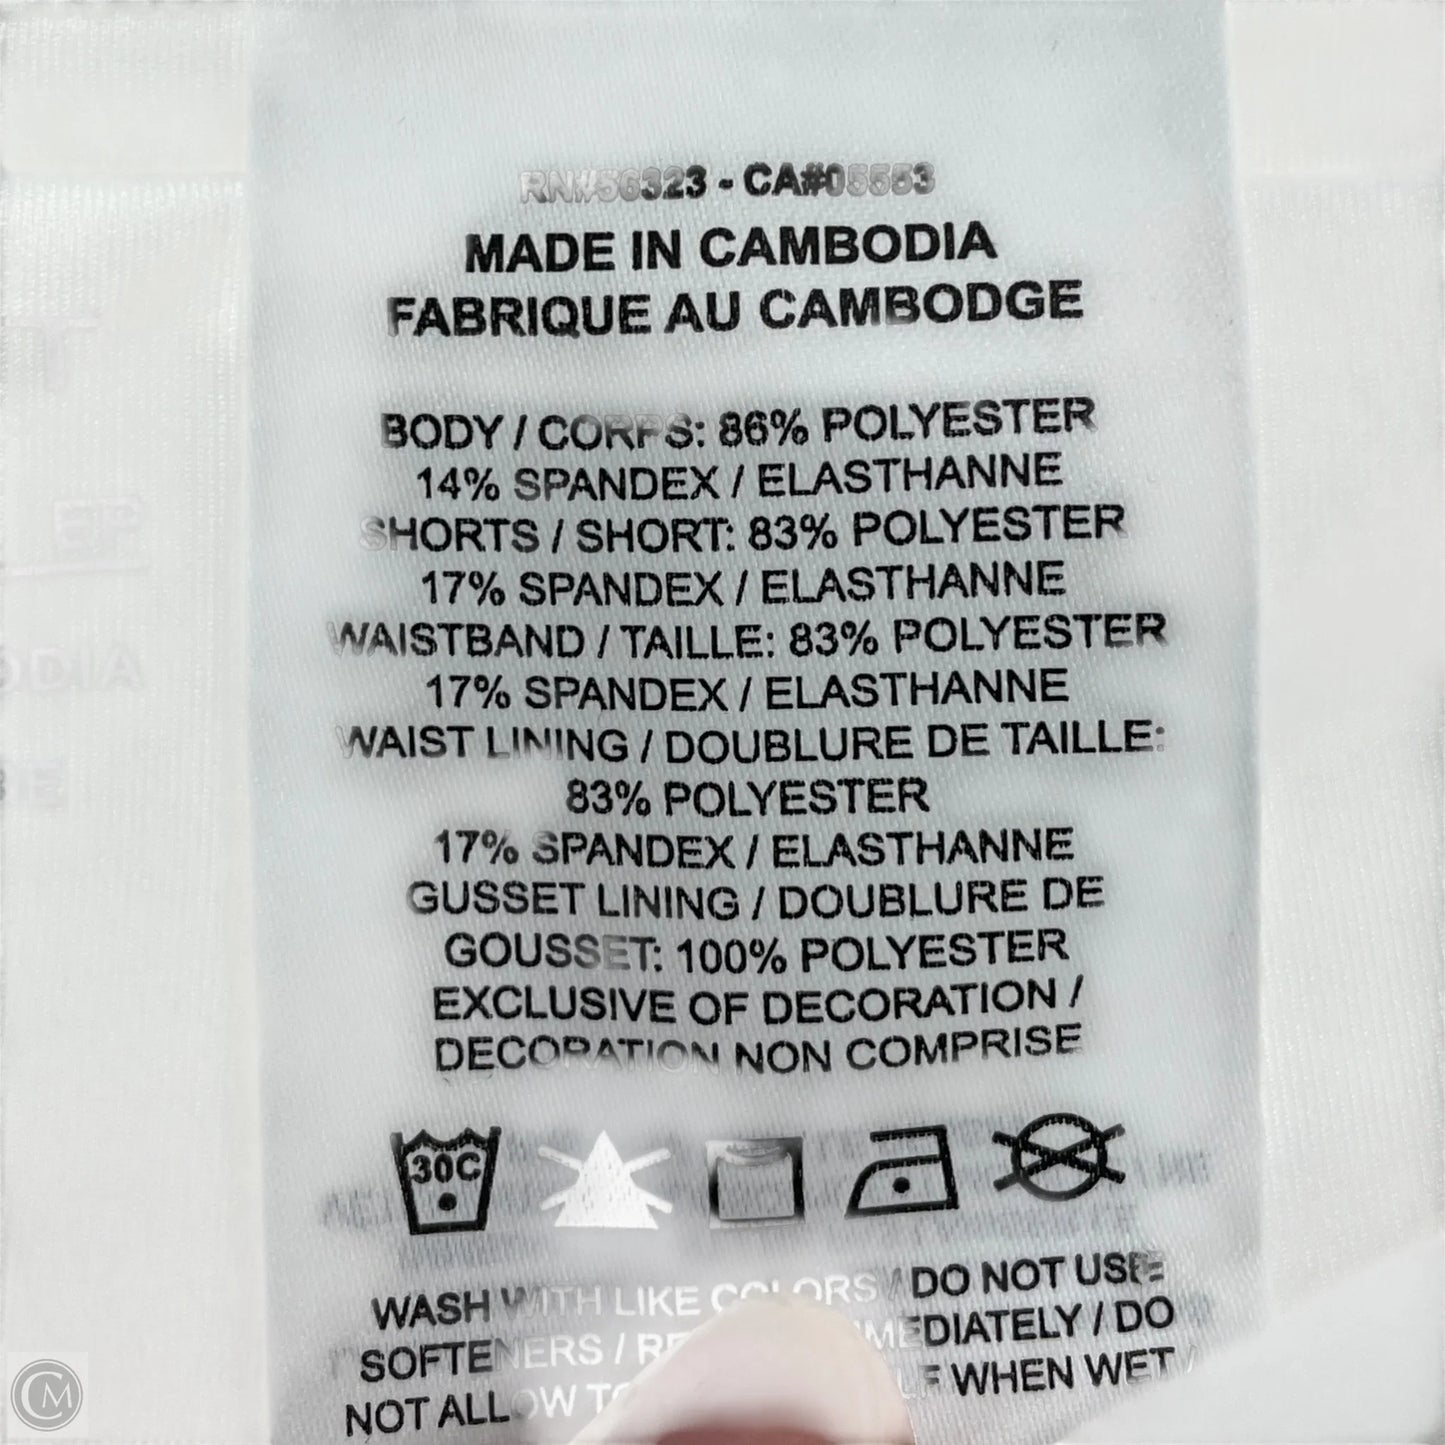 RN#56323 - CA#05553
MADE IN CAMBODIA
FABRIQUE AU CAMBODGE
BODY / CORPS: 86% POLYESTER
14% SPANDEX / ELASTHANNE
SHORTS / SHORT: 83% POLYESTER
17% SPANDEX / ELASTHANNE
WAISTBAND / TAILLE: 83% POLYESTER
17% SPANDEX / ELASTHANNE
WAIST LINING / DOUBLURE DE TAILLE:
83% POLYESTER
17% SPANDEX / ELASTHANNE
GUSSET LINING / DOUBLURE DE
GOUSSET: 100% POLYESTER
EXCLUSIVE OF DECORATION /
DECORATION NON COMPRISE
30C
WASH WITH LIKE COLORS / DO NOT USE
SOFTENERS / / DO
NOT ALLOW TO WHEN WET /
CM